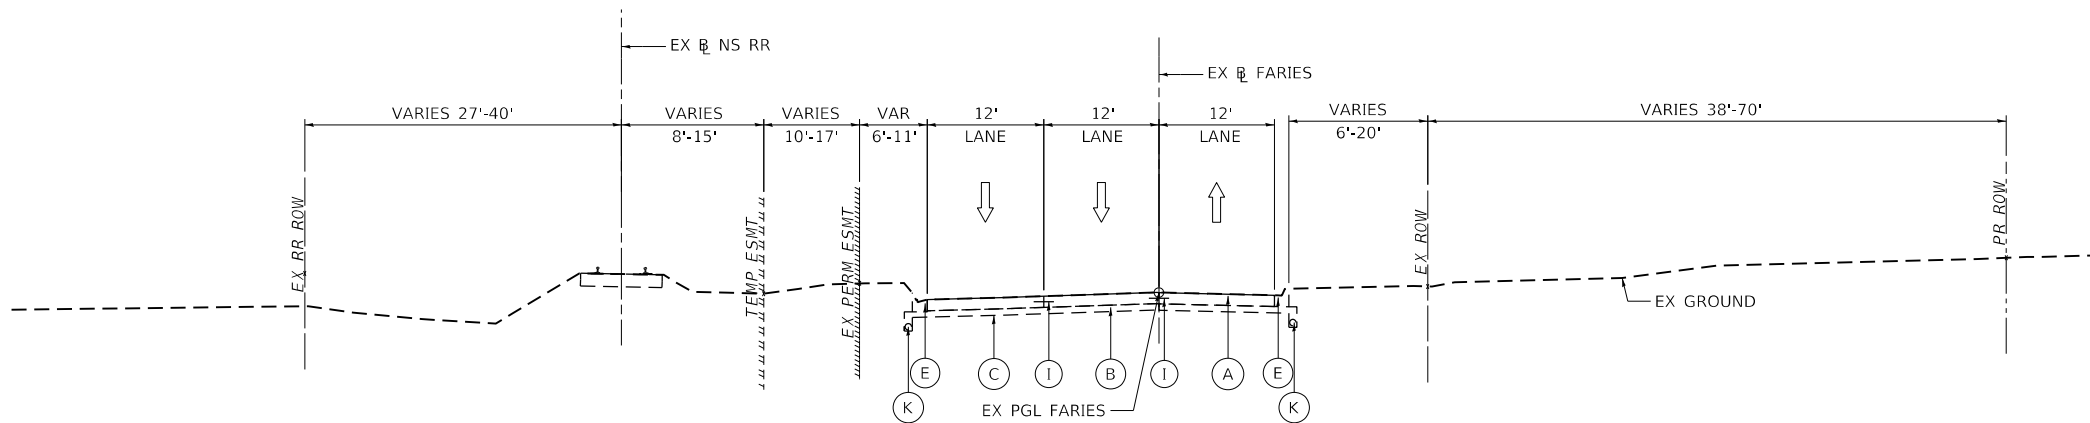 EX BL NS RR
EX BL FARIES
VARIES 27'-40'
VARIES
8'-15'
VARIES
10'-17'
VAR
6'-11'
12'
LANE
12'
LANE
12'
LANE
VARIES
6'-20'
VARIES 38'-70'
EX RR ROW
TEMP ESMT
EX PERM ESMT
EX ROW
PR ROW
EX GROUND
E
C
I
B
I
A
E
K
EX PGL FARIES
K